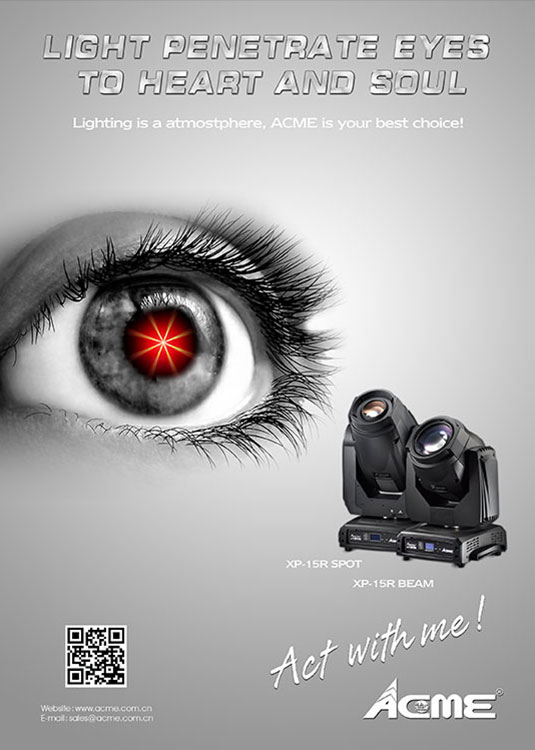 LIGHT PENETRATE EYES
TO HEART AND SOUL
Lighting is a atmostphere, ACME is your best choice!
XP-15R SPOT
XP-15R BEAM
Act with me !
ACME®
Website : www.acme.com.cn
E-mail : sales@acme.com.cn